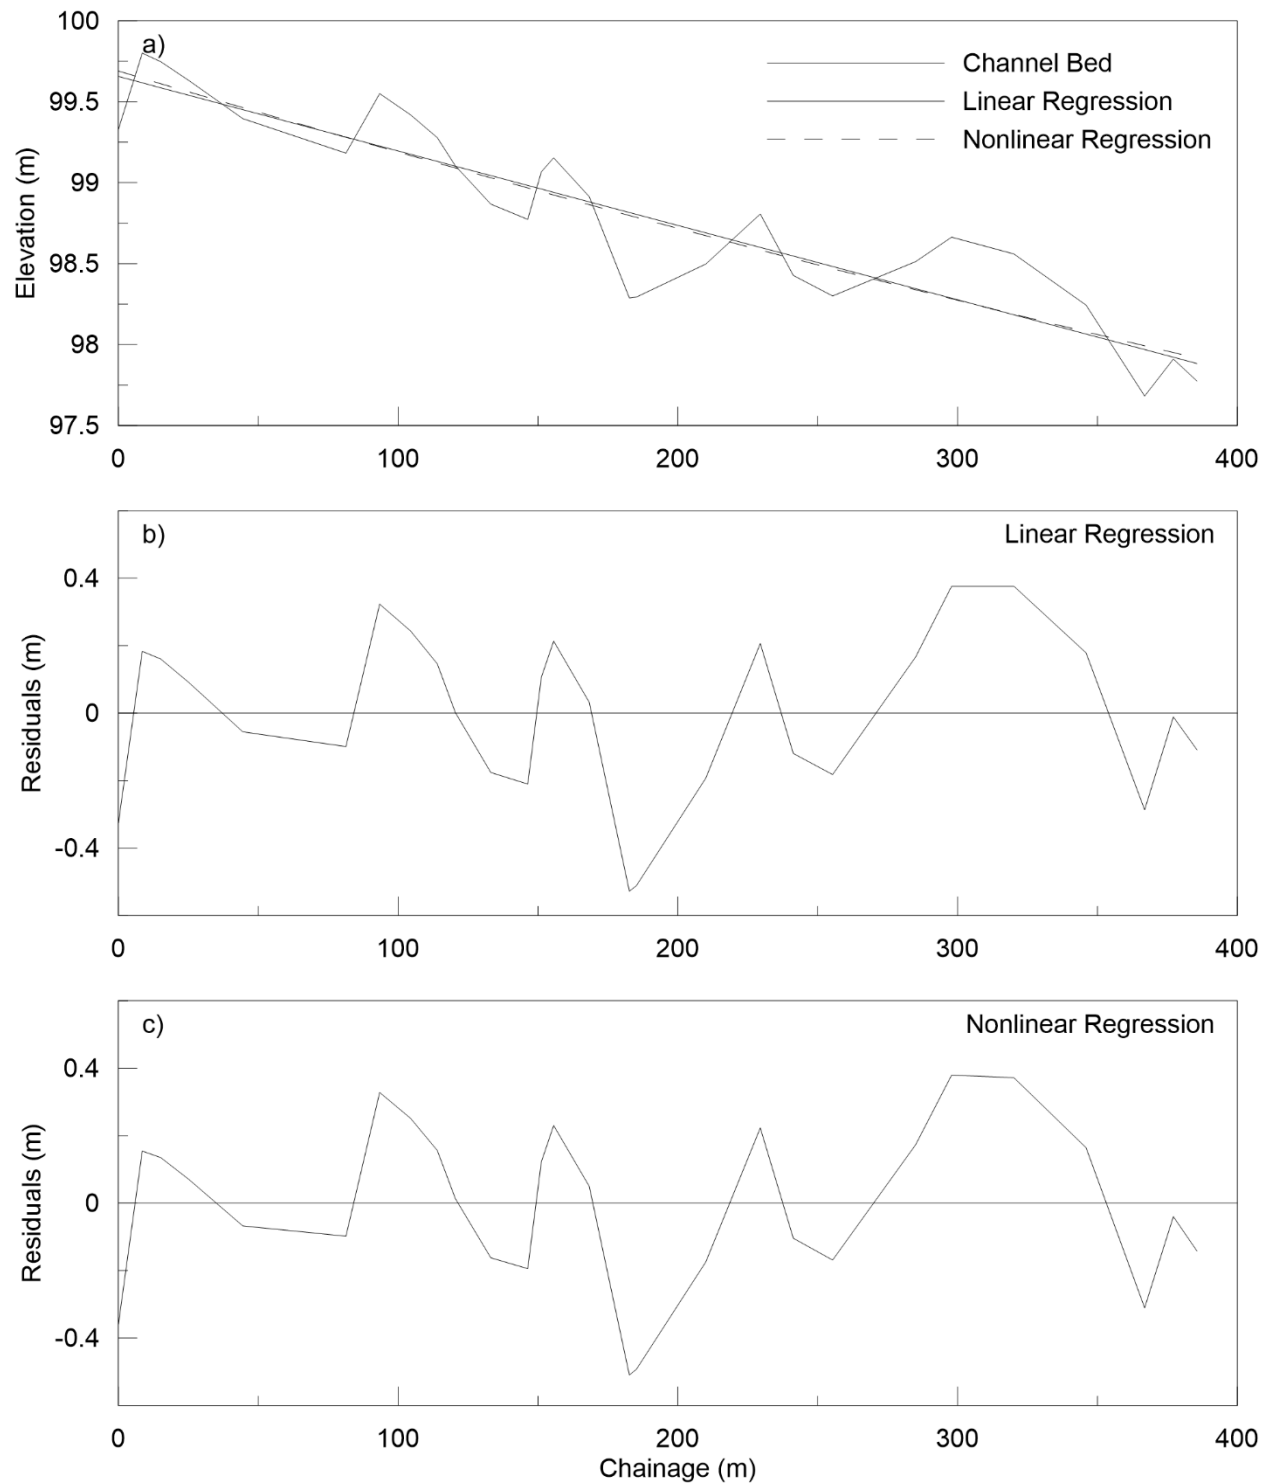 100
a)
Channel Bed
99.5
Linear Regression
Nonlinear Regression
99
Elevation (m)
98.5
98
97.5
0 100 200 300 400
b) Linear Regression
0.4
Residuals (m)
0
-0.4
0 100 200 300 400
c) Nonlinear Regression
0.4
Residuals (m)
0
-0.4
0 100 200 300 400
Chainage (m)